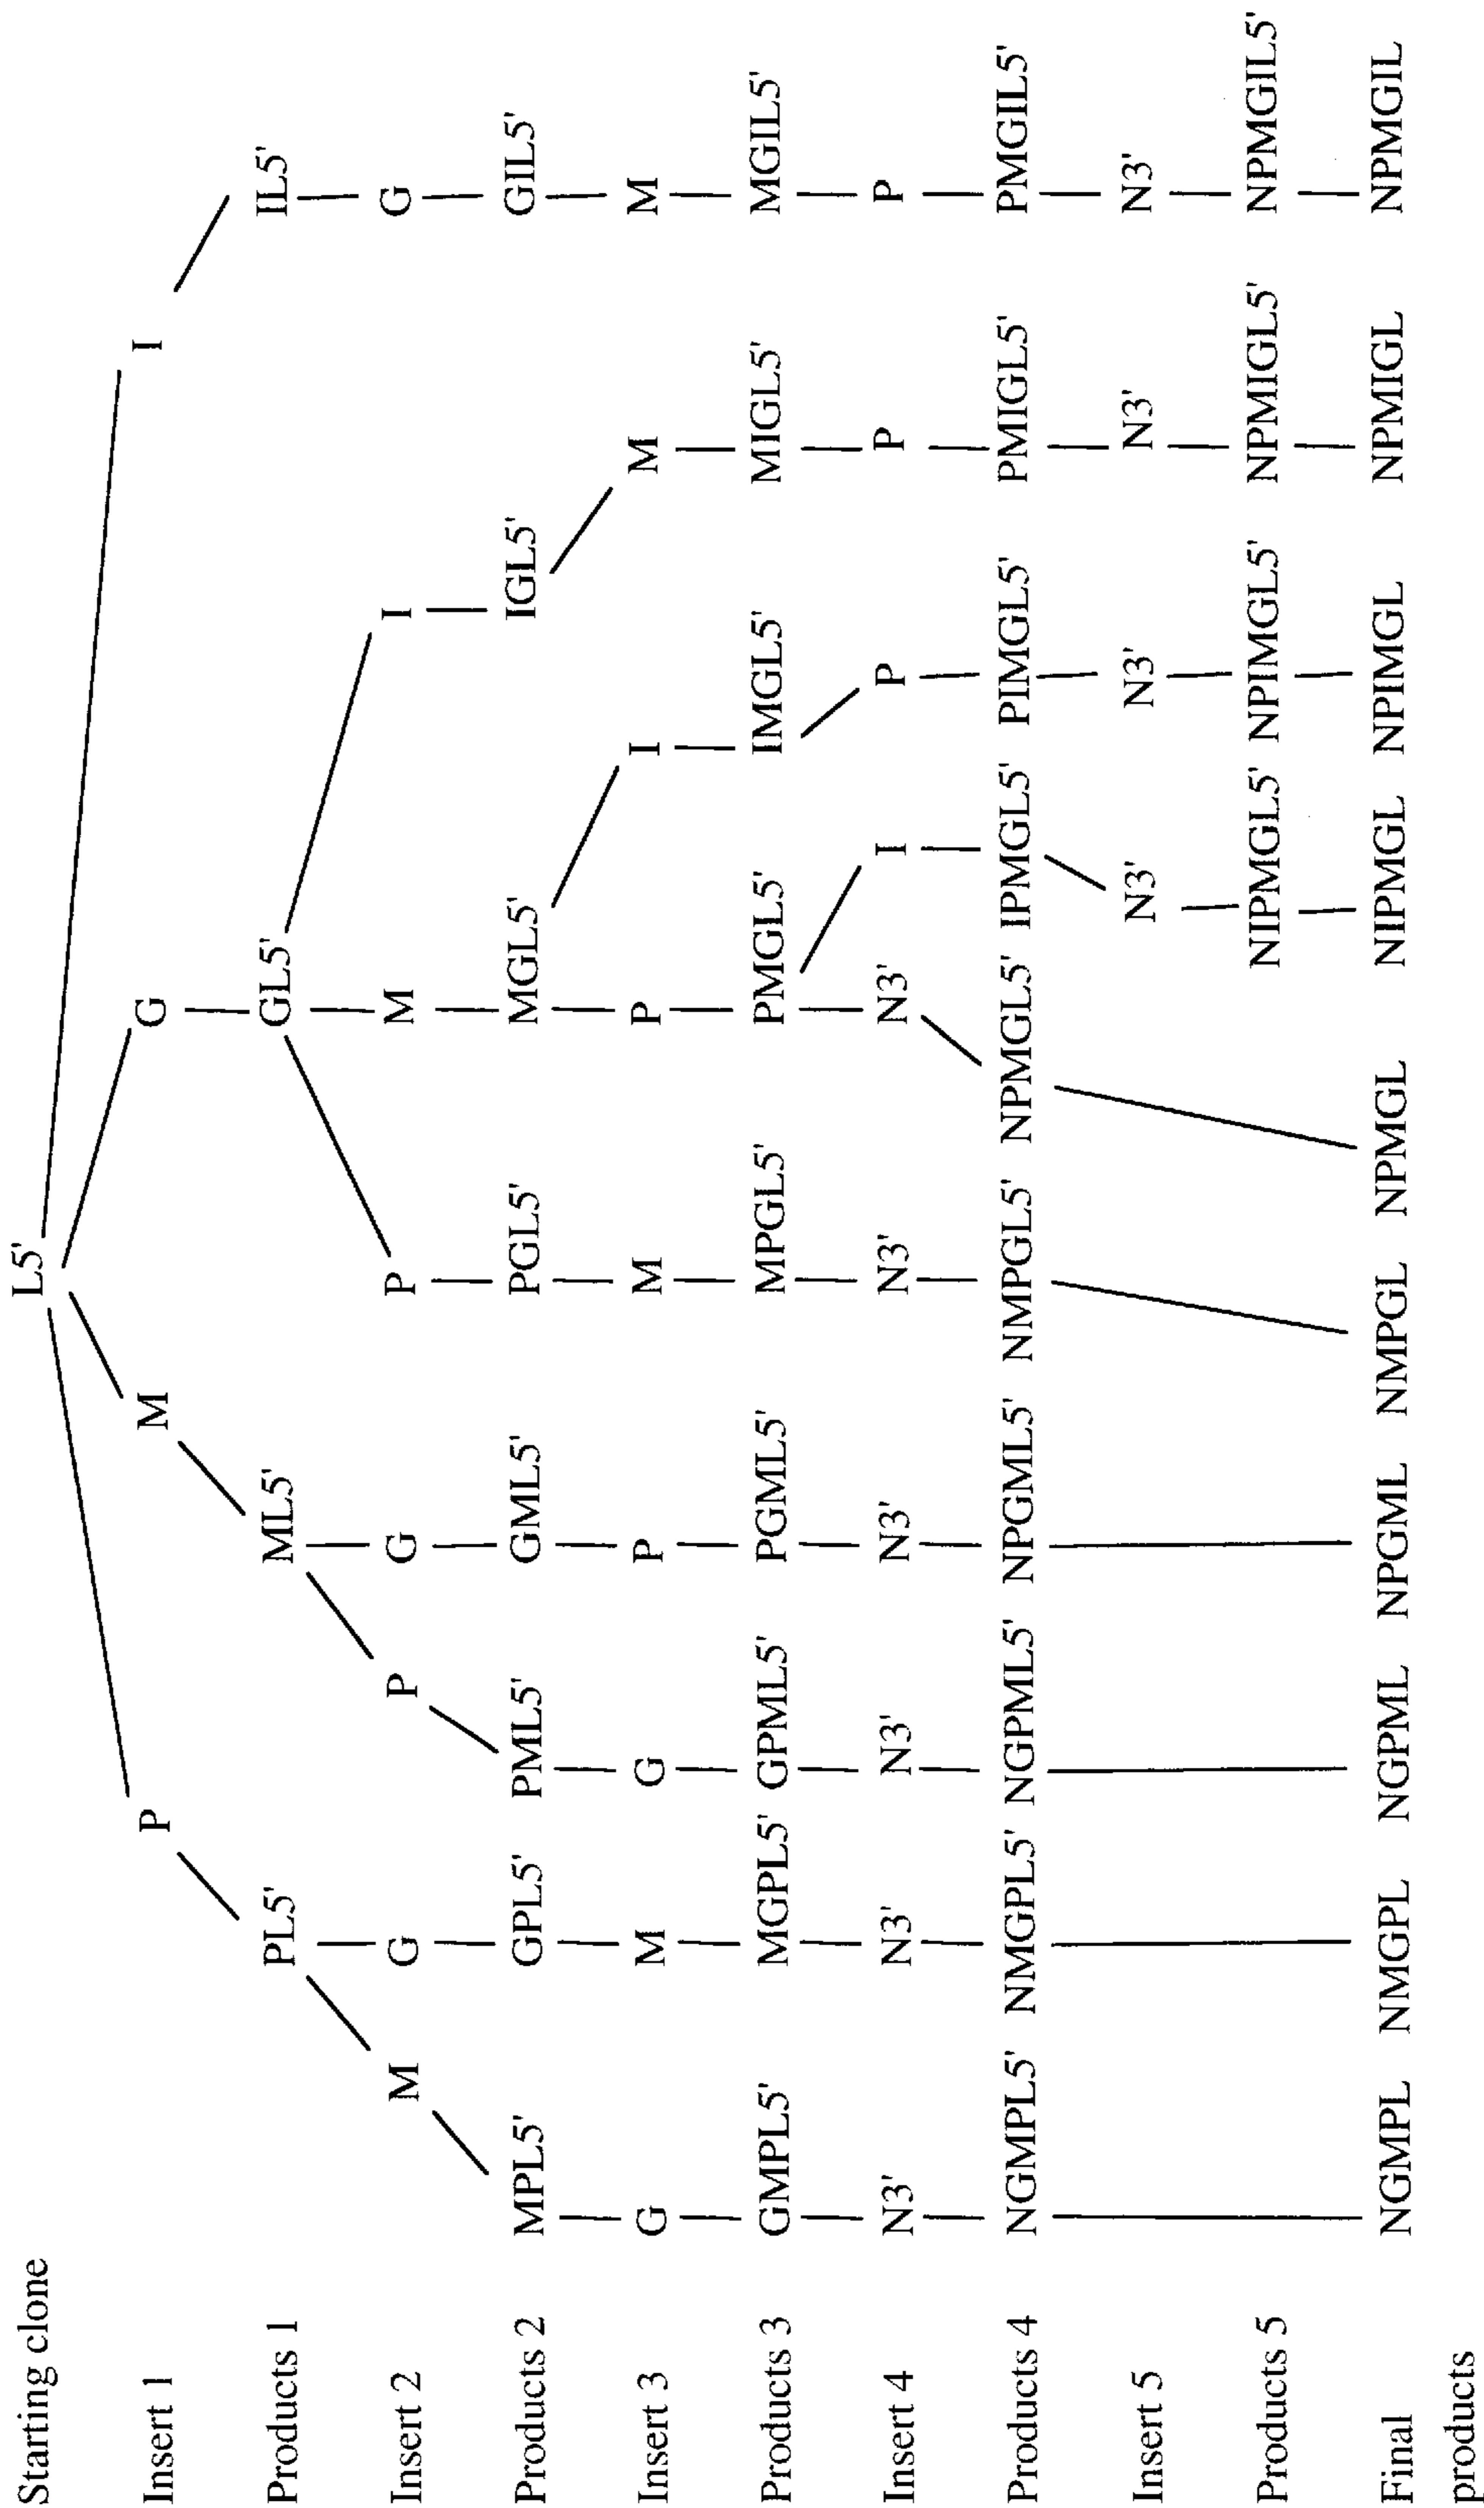 Starting clone L5'
Insert 1 P M G I
Products 1 PL5' ML5' GL5' IL5'
Insert 2 M G P G P M I G
Products 2 MPL5' GPL5' PML5' GML5' PGL5' MGL5' IGL5' GIL5'
Insert 3 G M G P M P I M M
Products 3 GMPL5' MGPL5' GPML5' PGML5' MPGL5' PMGL5' IMGL5' MIGL5' MGIL5'
Insert 4 N3' N3' N3' N3' N3' N3' I P P P
Products 4 NGMPL5' NMGPL5' NGPML5' NPGML5' NMPGL5' NPMGL5' IPMGL5' PIMGL5' PMIGL5' PMGIL5'
Insert 5 N3' N3' N3' N3'
Products 5 NIPMGL5' NPIMGL5' NPMIGL5' NPMGIL5'
Final NGMPL NMGPL NGPML NPGML NMPGL NPMGL NIPMGL NPIMGL NPMIGL NPMGIL
products